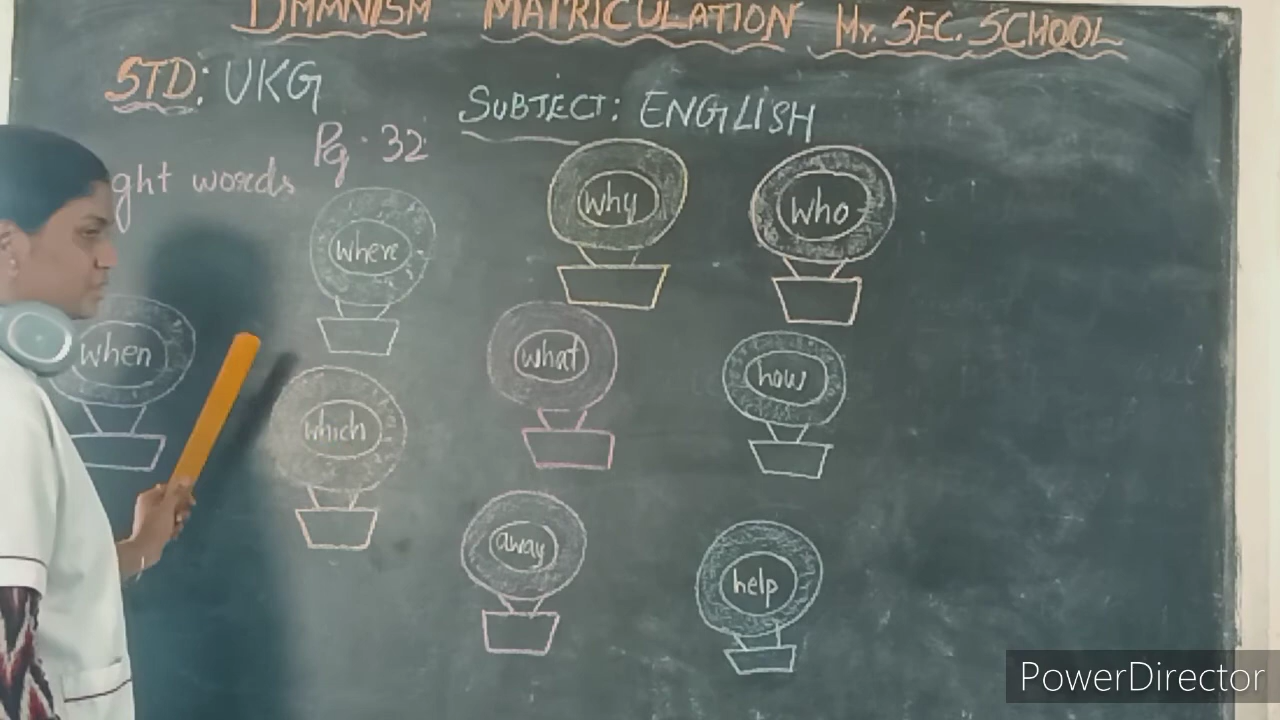 DMMNISM MATRICULATION Hr. SEC. SCHOOL
STD: UKG
SUBJECT: ENGLISH
Pg. 32
ght words
why
who
where
when
what
how
which
away
help
PowerDirector